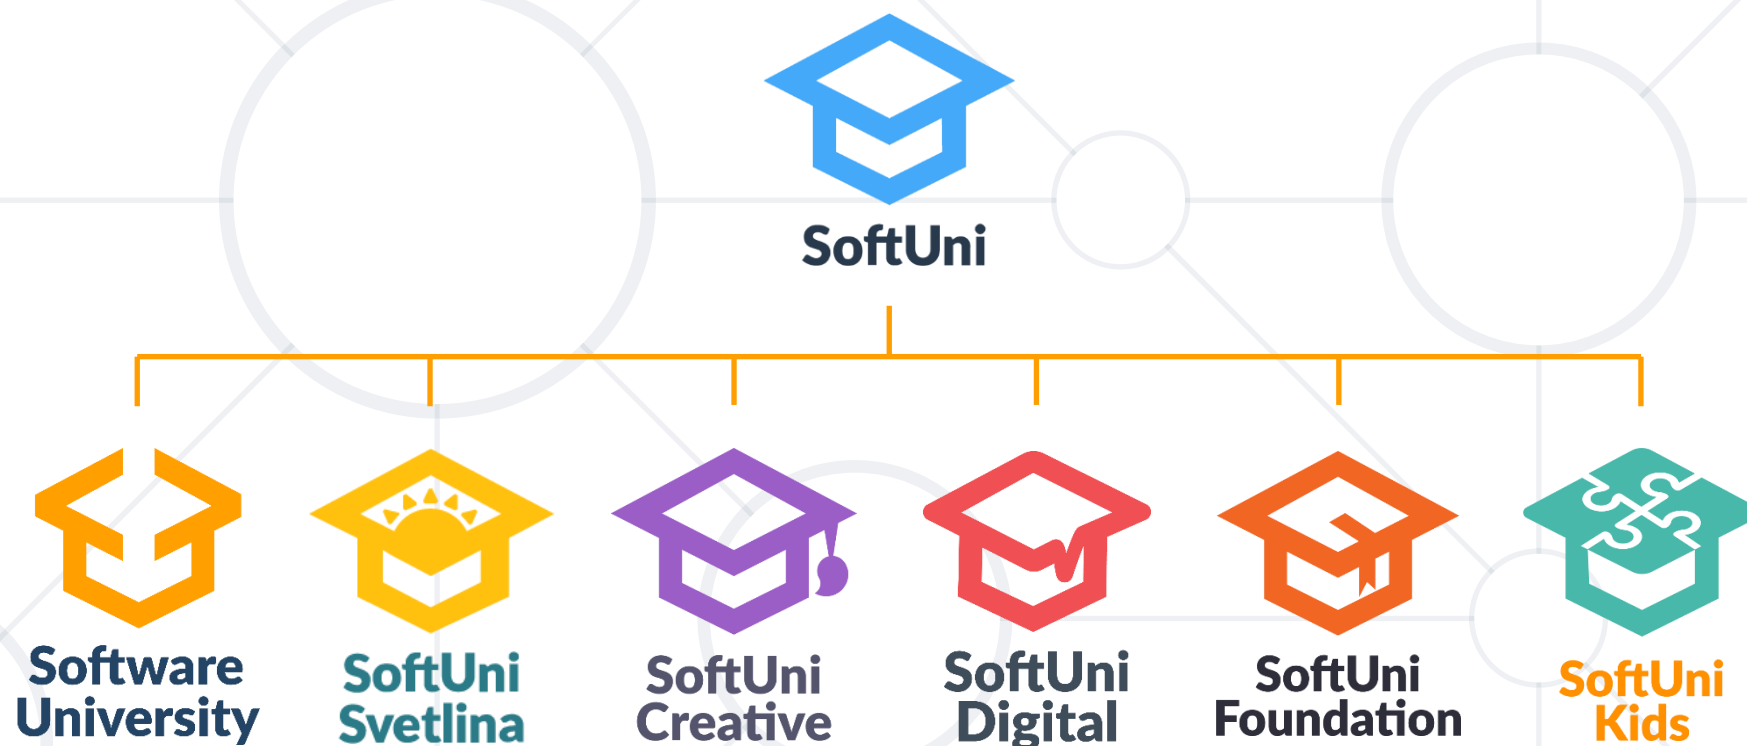 SoftUni
Software
University
SoftUni
Svetlina
SoftUni
Creative
SoftUni
Digital
SoftUni
Foundation
SoftUni
Kids